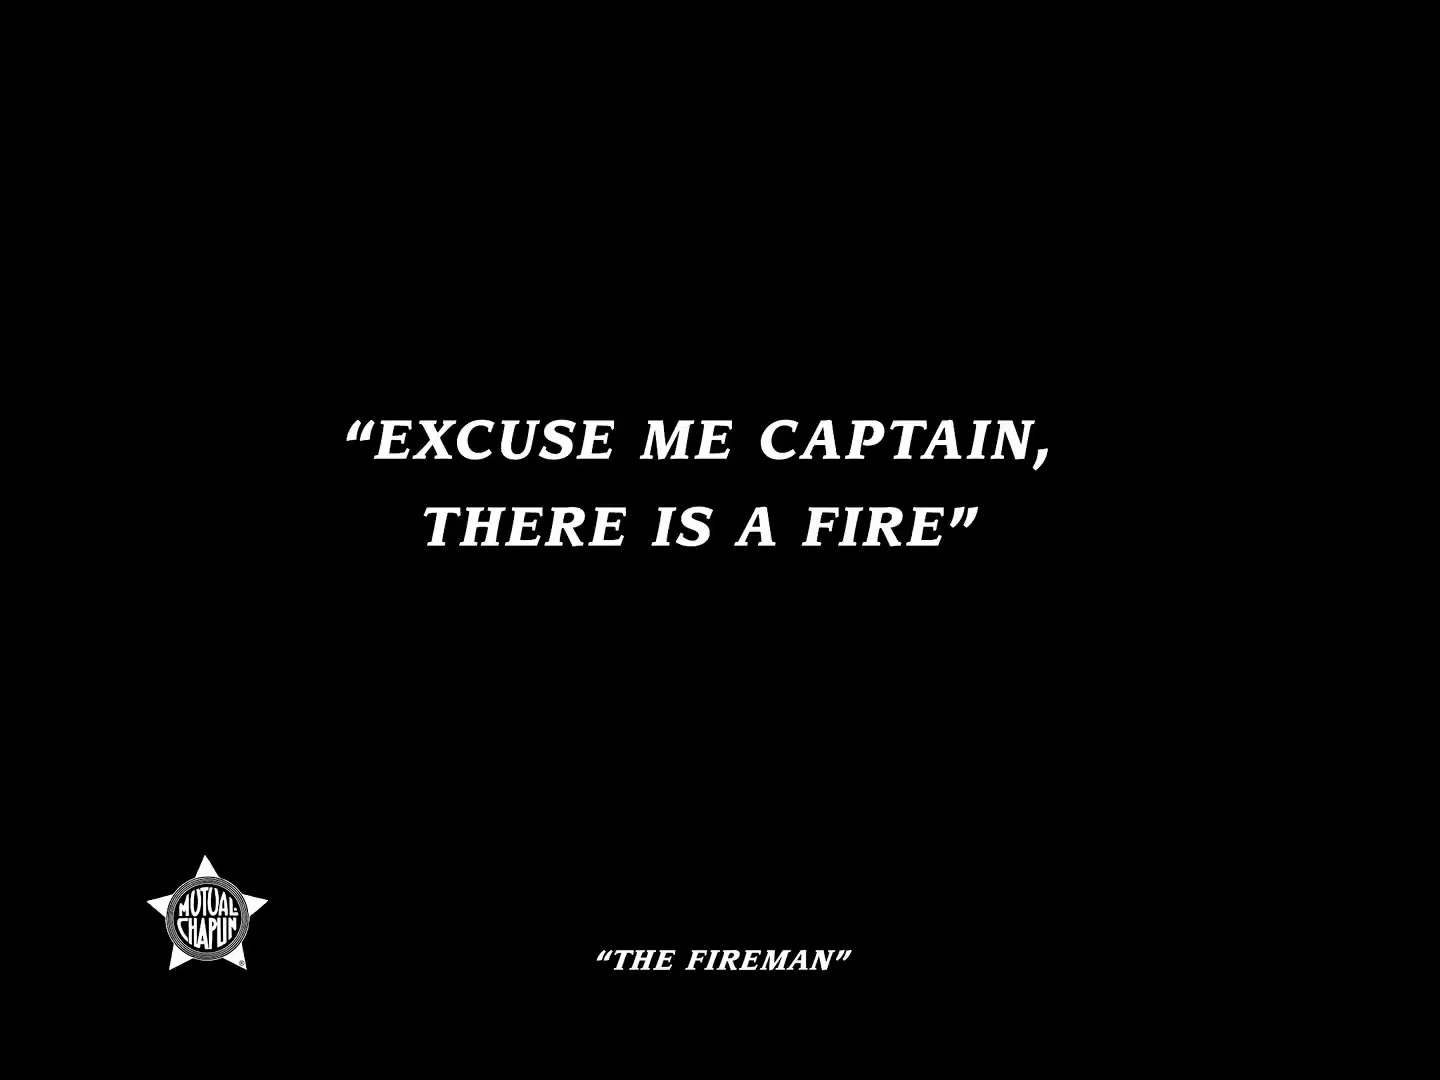 “EXCUSE ME CAPTAIN,
THERE IS A FIRE”
MUTUAL-
CHAPLIN
“THE FIREMAN”